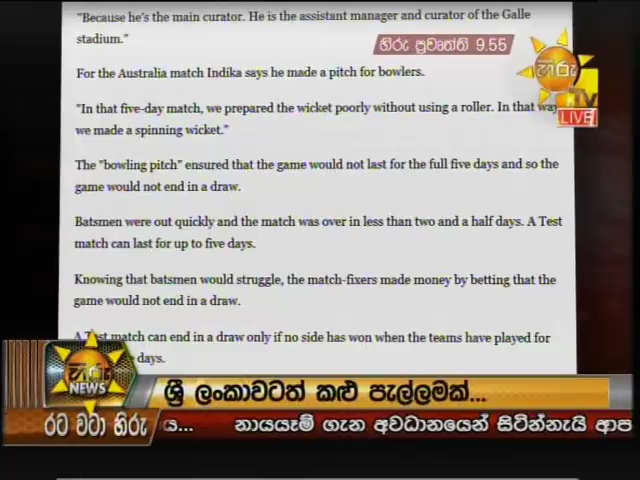 "Because he's the main curator. He is the assistant manager and curator of the Galle
stadium."
හිරු ප්‍රවෘත්ති 9.55
For the Australia match Indika says he made a pitch for bowlers.
හිරු
TV
LIVE
"In that five-day match, we prepared the wicket poorly without using a roller. In that way
we made a spinning wicket."
The "bowling pitch" ensured that the game would not last for the full five days and so the
game would not end in a draw.
Batsmen were out quickly and the match was over in less than two and a half days. A Test
match can last for up to five days.
Knowing that batsmen would struggle, the match-fixers made money by betting that the
game would not end in a draw.
A Test match can end in a draw only if no side has won when the teams have played for
days.
හිරු
NEWS
ශ්‍රී ලංකාවටත් කළු පැල්ලමක්...
රට වටා හිරු
ය... නායයෑම් ගැන අවධානයෙන් සිටින්නැයි ආප